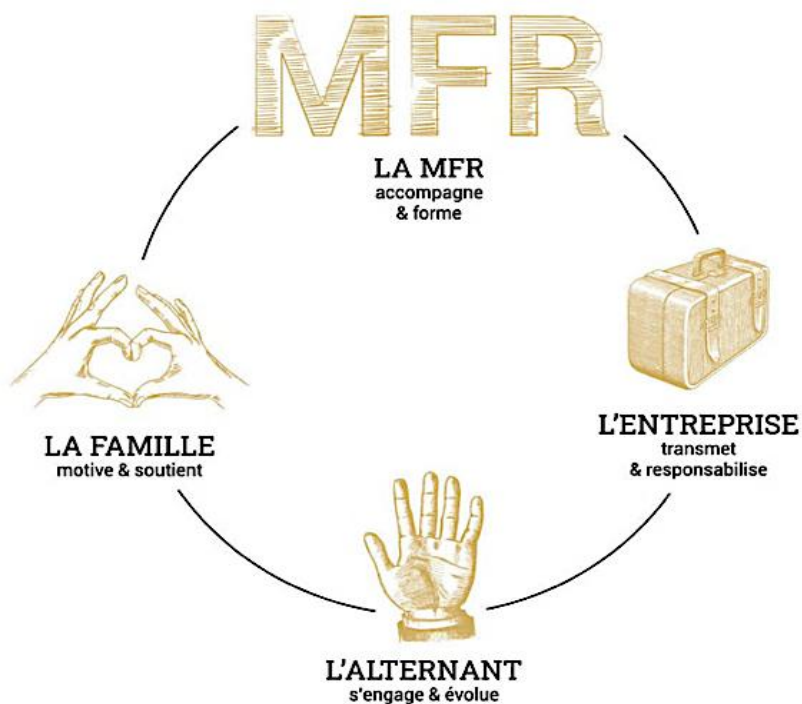 MFR
LA MFR
accompagne
& forme
LA FAMILLE
motive & soutient
L'ENTREPRISE
transmet
& responsabilise
L'ALTERNANT
s'engage & évolue